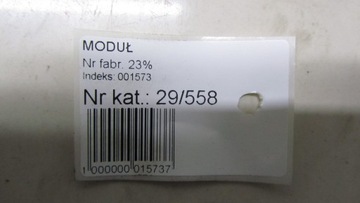 MODUŁ
Nr fabr. 23%
Indeks: 001573
Nr kat.: 29/558
1 000000 015737